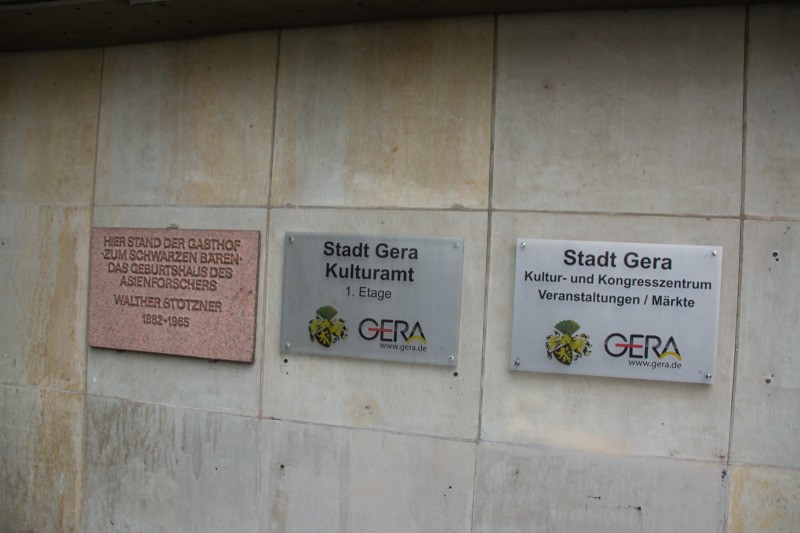 HIER STAND DER GASTHOF
·ZUM SCHWARZEN BÄREN·
DAS GEBURTSHAUS DES
ASIENFORSCHERS
WALTHER STÖTZNER
1882·1965
Stadt Gera
Kulturamt
1. Etage
GERA
www.gera.de
Stadt Gera
Kultur- und Kongresszentrum
Veranstaltungen / Märkte
GERA
www.gera.de